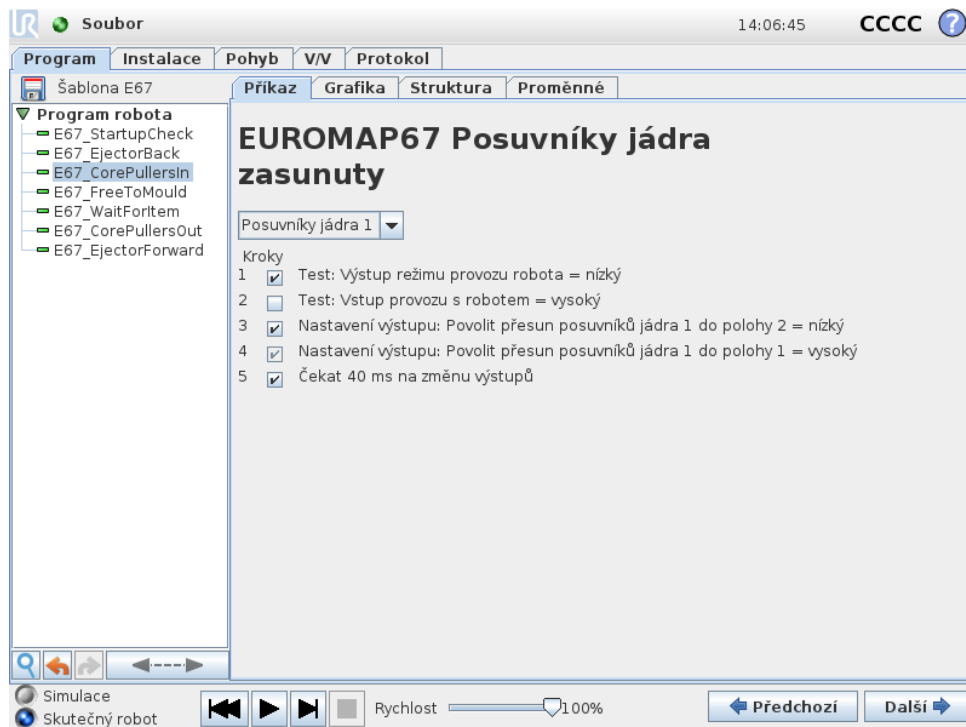 UR Soubor 14:06:45 CCCC ?
Program Instalace Pohyb V/V Protokol
Šablona E67
Příkaz Grafika Struktura Proměnné
Program robota
E67_StartupCheck
E67_EjectorBack
E67_CorePullersIn
E67_FreeToMould
E67_WaitForItem
E67_CorePullersOut
E67_EjectorForward
EUROMAP67 Posuvníky jádra
zasunuty
Posuvníky jádra 1
Kroky
1 Test: Výstup režimu provozu robota = nízký
2 Test: Vstup provozu s robotem = vysoký
3 Nastavení výstupu: Povolit přesun posuvníků jádra 1 do polohy 2 = nízký
4 Nastavení výstupu: Povolit přesun posuvníků jádra 1 do polohy 1 = vysoký
5 Čekat 40 ms na změnu výstupů
Simulace
Skutečný robot
Rychlost 100%
Předchozí Další